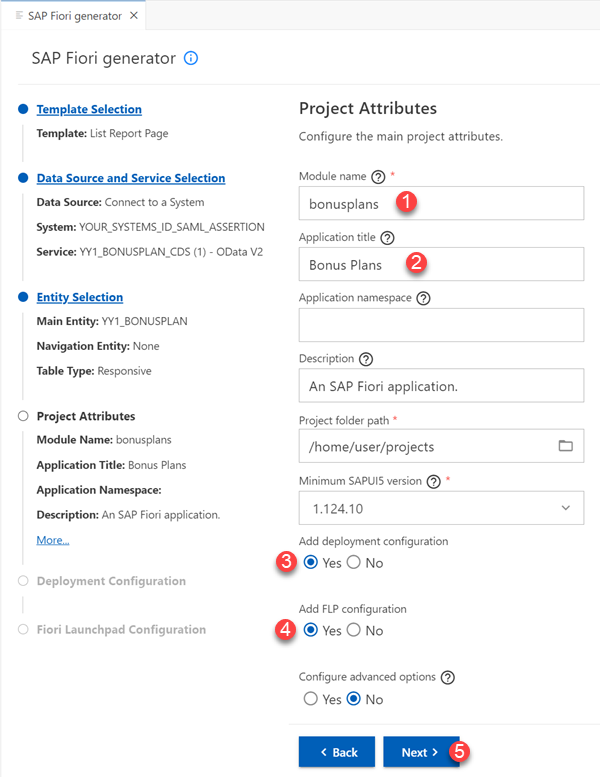 SAP Fiori generator
SAP Fiori generator
Template Selection
Template: List Report Page
Data Source and Service Selection
Data Source: Connect to a System
System: YOUR_SYSTEMS_ID_SAML_ASSERTION
Service: YY1_BONUSPLAN_CDS (1) - OData V2
Entity Selection
Main Entity: YY1_BONUSPLAN
Navigation Entity: None
Table Type: Responsive
Project Attributes
Module Name: bonusplans
Application Title: Bonus Plans
Application Namespace:
Description: An SAP Fiori application.
More...
Deployment Configuration
Fiori Launchpad Configuration
Project Attributes
Configure the main project attributes.
Module name ? *
bonusplans 1
Application title ?
Bonus Plans 2
Application namespace ?
Description ?
An SAP Fiori application.
Project folder path *
/home/user/projects
Minimum SAPUI5 version ? *
1.124.10
Add deployment configuration
3 Yes No
Add FLP configuration
4 Yes No
Configure advanced options ?
Yes No
< Back Next > 5